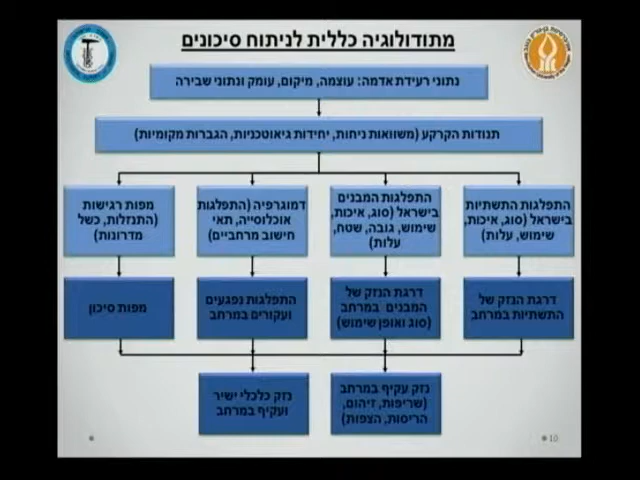 מתודולוגיה כללית לניתוח סיכונים
נתוני רעידת אדמה: עוצמה, מיקום, עומק ונתוני שבירה
תנודות הקרקע (משוואות ניחות, יחידות גיאוטכניות, הגברות מקומיות)
התפלגות התשתיות
בישראל (סוג, איכות,
שימוש, עלות)
התפלגות המבנים
בישראל (סוג, איכות,
שימוש, גובה, שטח,
עלות)
דמוגרפיה (התפלגות
אוכלוסייה, תאי
חישוב מרחביים)
מפות רגישות
(התנזלות, כשל
מדרונות)
דרגת הנזק של
התשתיות במרחב
דרגת הנזק של
המבנים במרחב
(סוג ואופן שימוש)
התפלגות נפגעים
ועקורים במרחב
מפות סיכון
נזק עקיף במרחב
(שריפות, זיהום,
הריסות, הצפות)
נזק כלכלי ישיר
ועקיף במרחב
10